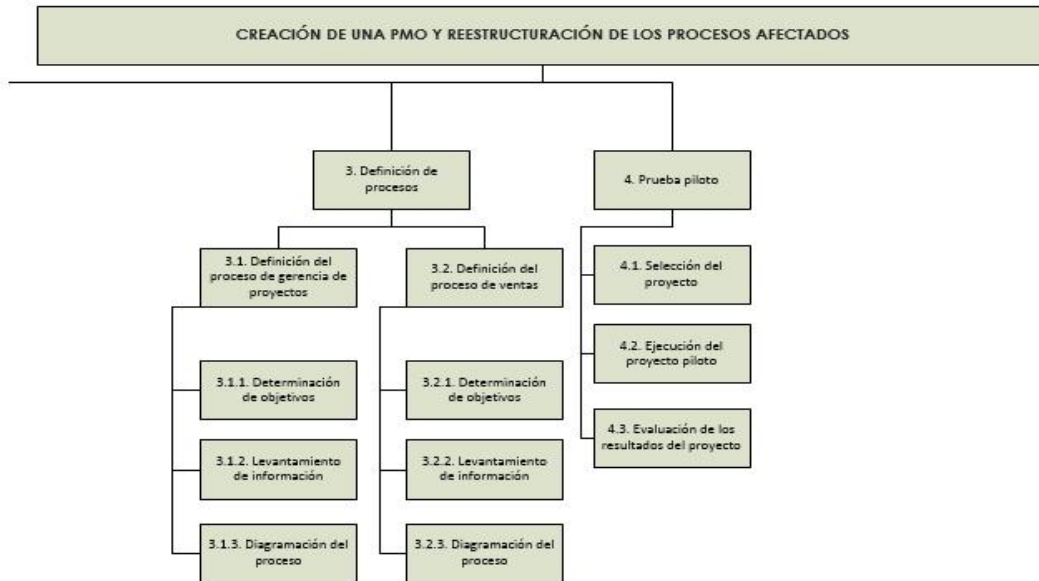 CREACIÓN DE UNA PMO Y REESTRUCTURACIÓN DE LOS PROCESOS AFECTADOS
3. Definición de
procesos
4. Prueba piloto
3.1. Definición del
proceso de gerencia de
proyectos
3.2. Definición del
proceso de ventas
4.1. Selección del
proyecto
4.2. Ejecución del
proyecto piloto
3.1.1. Determinación
de objetivos
3.2.1. Determinación
de objetivos
4.3. Evaluación de los
resultados del proyecto
3.1.2. Levantamiento
de información
3.2.2. Levantamiento
de información
3.1.3. Diagramación del
proceso
3.2.3. Diagramación del
proceso